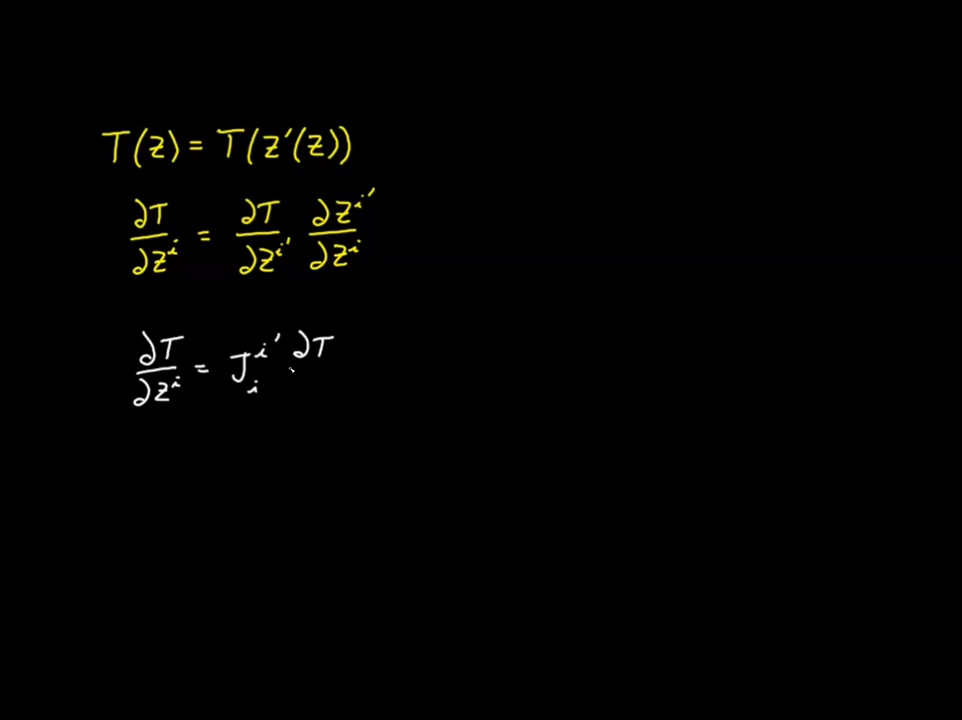 T(z) = T(z'(z))
∂T/∂z^i = ∂T/∂z^i' ∂z^i'/∂z^i
∂T/∂z^i = J_i^i' ∂T